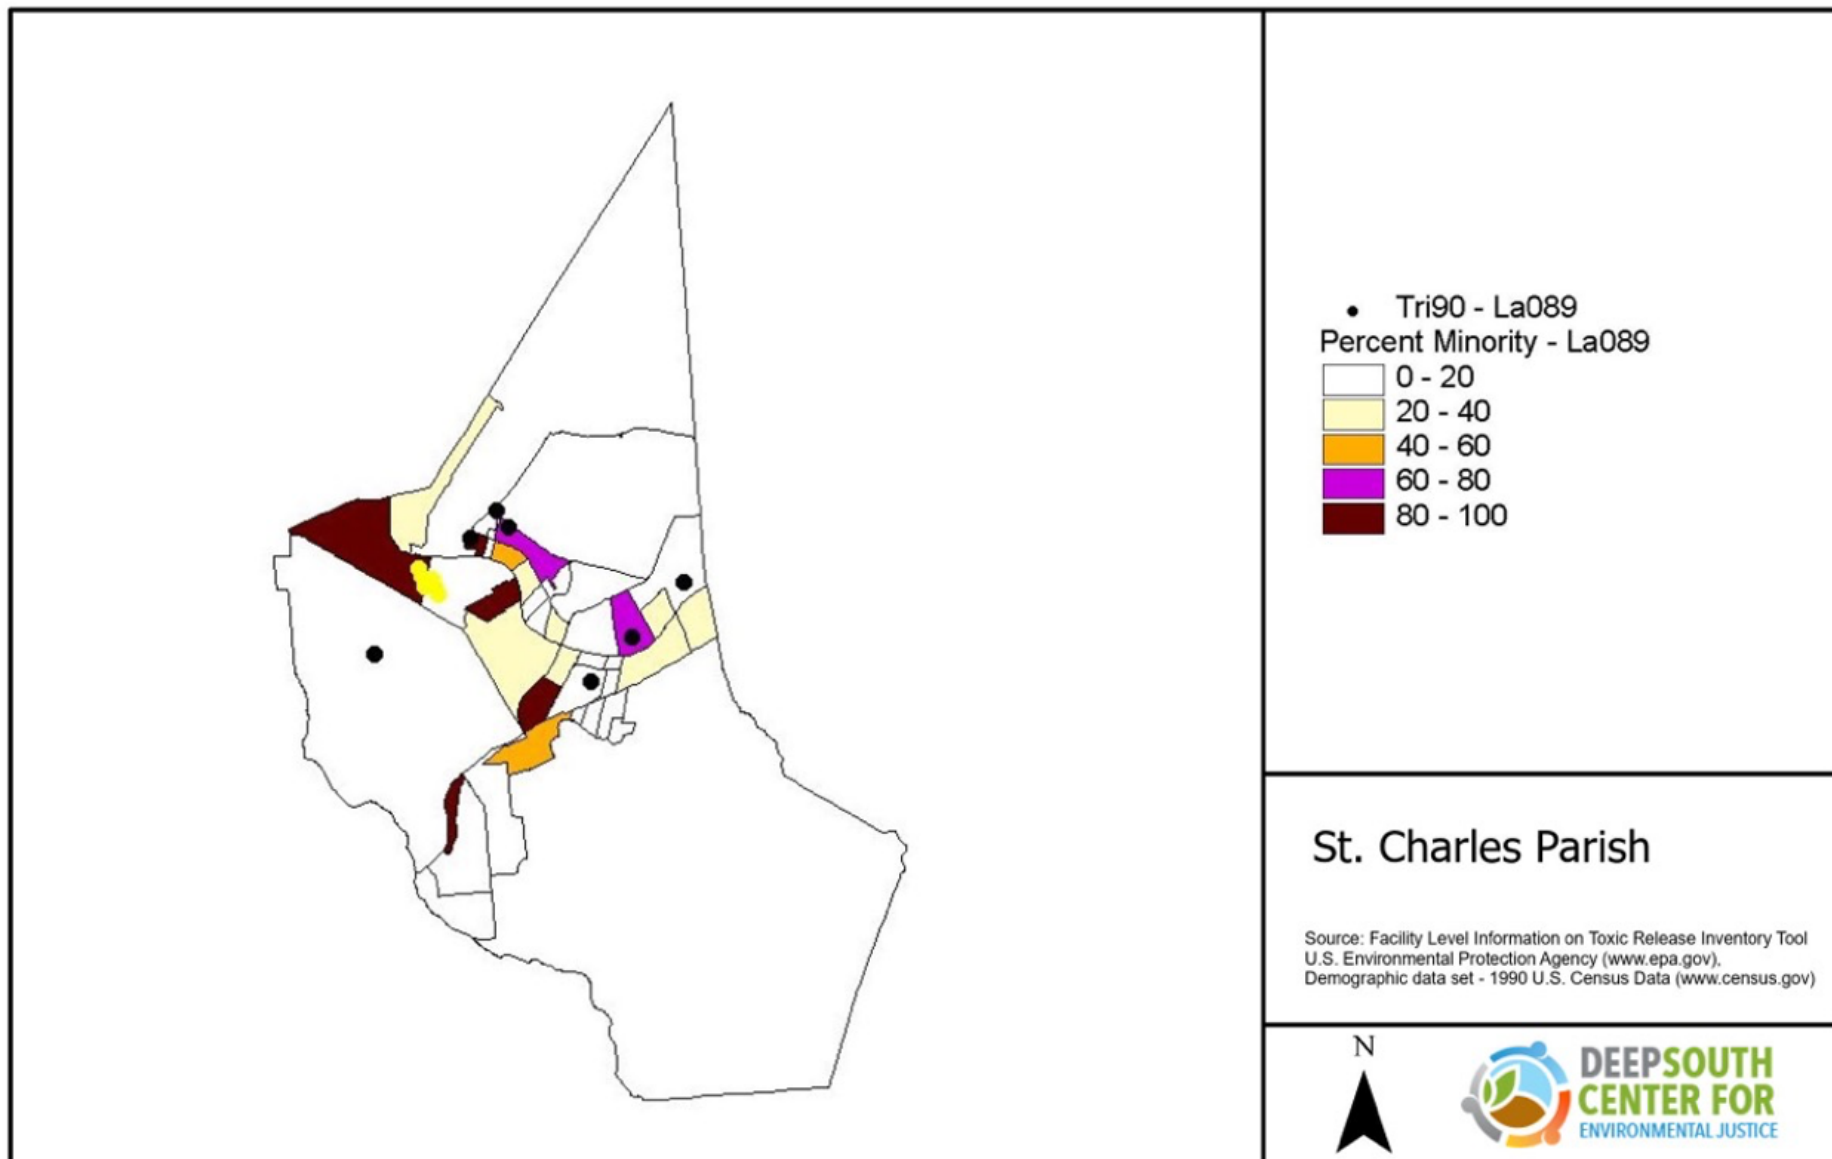 Tri90 - La089
Percent Minority - La089
0 - 20
20 - 40
40 - 60
60 - 80
80 - 100
St. Charles Parish
Source: Facility Level Information on Toxic Release Inventory Tool
U.S. Environmental Protection Agency (www.epa.gov),
Demographic data set - 1990 U.S. Census Data (www.census.gov)
N
DEEPSOUTH
CENTER FOR
ENVIRONMENTAL JUSTICE